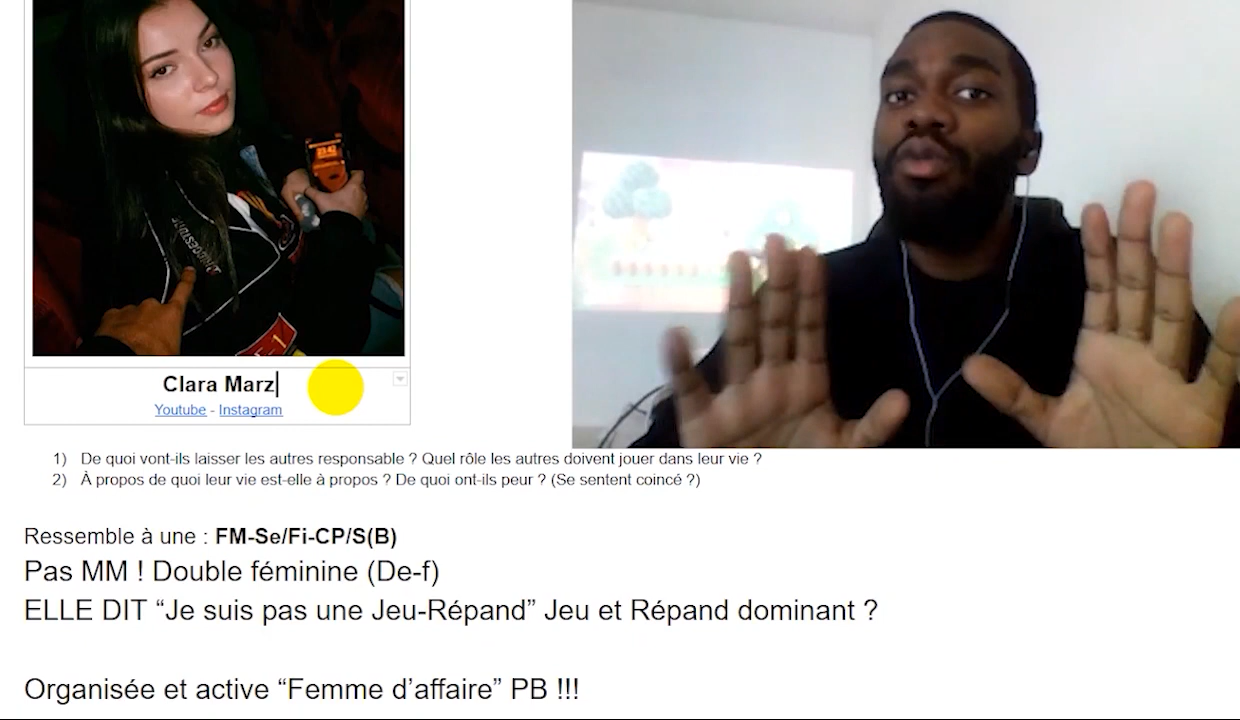 23:42
Clara Marz
Youtube - Instagram
1) De quoi vont-ils laisser les autres responsable ? Quel rôle les autres doivent jouer dans leur vie ?
2) À propos de quoi leur vie est-elle à propos ? De quoi ont-ils peur ? (Se sentent coincé ?)
Ressemble à une : FM-Se/Fi-CP/S(B)
Pas MM ! Double féminine (De-f)
ELLE DIT “Je suis pas une Jeu-Répand” Jeu et Répand dominant ?
Organisée et active “Femme d’affaire” PB !!!